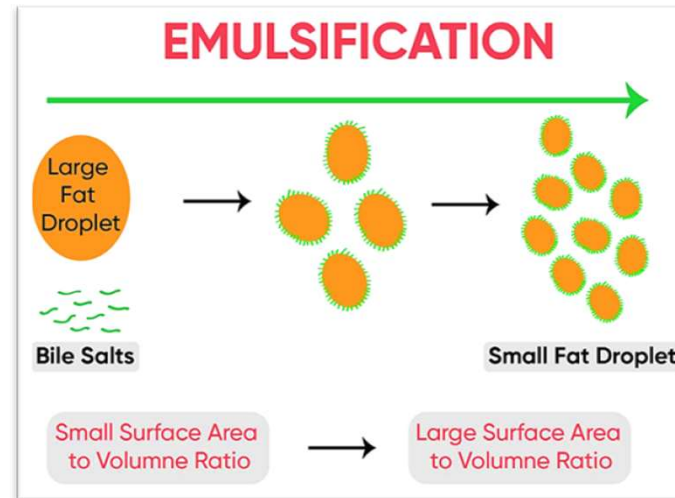 EMULSIFICATION
Large
Fat
Droplet
Bile Salts
Small Fat Droplet
Small Surface Area
to Volumne Ratio
Large Surface Area
to Volumne Ratio